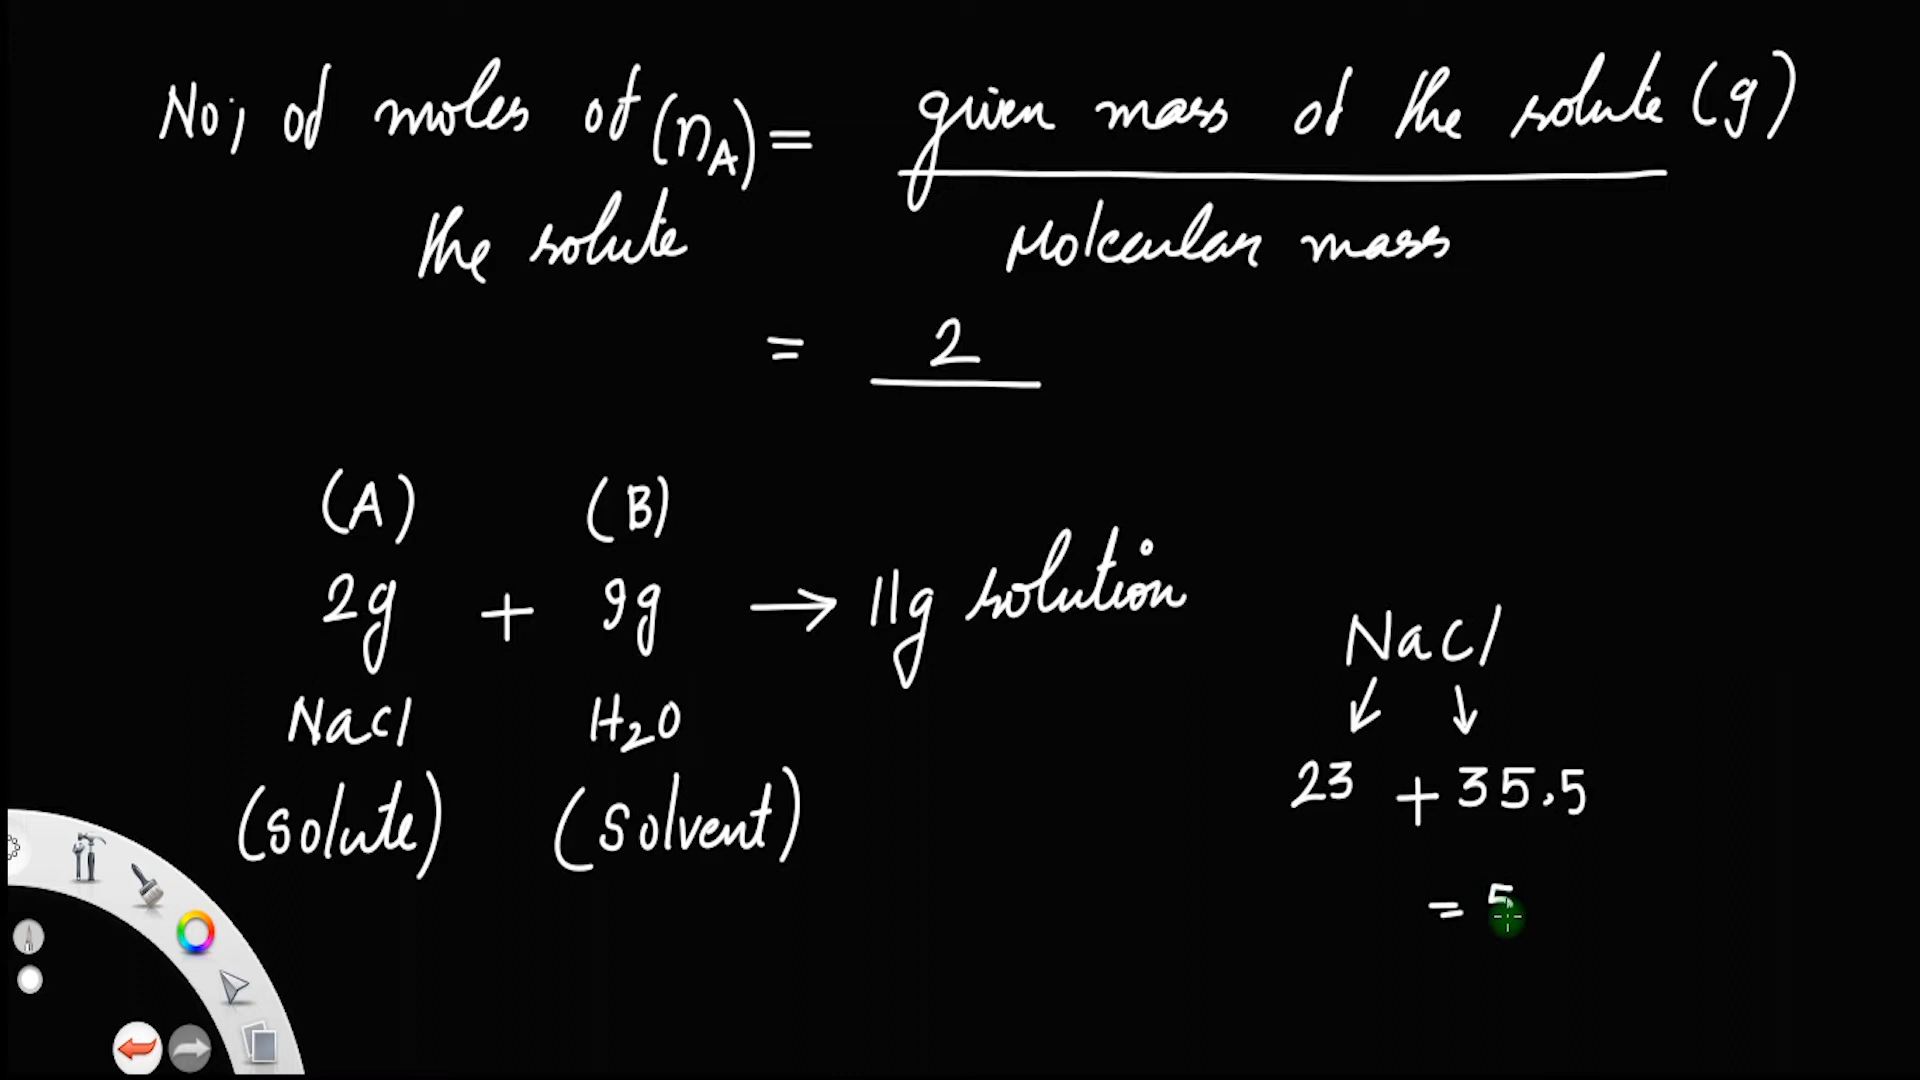 No; of moles of (nA) = given mass of the solute (g)
the solute Molecular mass
= 2
(A) (B)
2g + 9g → 11g solution
NaCl H2O
(solute) (solvent)
NaCl
↙ ↓
23 + 35.5
= 5